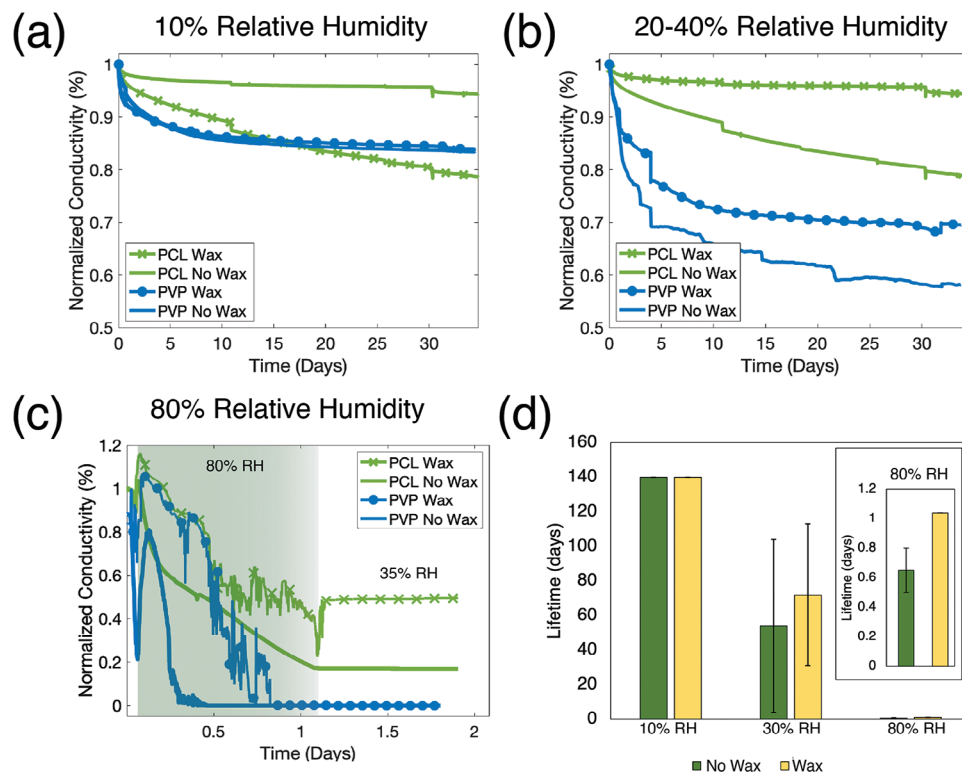 (a)
10% Relative Humidity
Normalized Conductivity (%)
1
0.9
0.8
0.7
0.6
0.5
PCL Wax
PCL No Wax
PVP Wax
PVP No Wax
0 5 10 15 20 25 30
Time (Days)
(b)
20-40% Relative Humidity
Normalized Conductivity (%)
1
0.9
0.8
0.7
0.6
0.5
PCL Wax
PCL No Wax
PVP Wax
PVP No Wax
0 5 10 15 20 25 30
Time (Days)
(c)
80% Relative Humidity
Normalized Conductivity (%)
1.2
1
0.8
0.6
0.4
0.2
0
80% RH
PCL Wax
PCL No Wax
PVP Wax
PVP No Wax
35% RH
0.5 1 1.5 2
Time (Days)
(d)
Lifetime (days)
160
140
120
100
80
60
40
20
0
10% RH 30% RH 80% RH
80% RH
Lifetime (days)
1.2
1
0.8
0.6
0.4
0.2
0
No Wax Wax